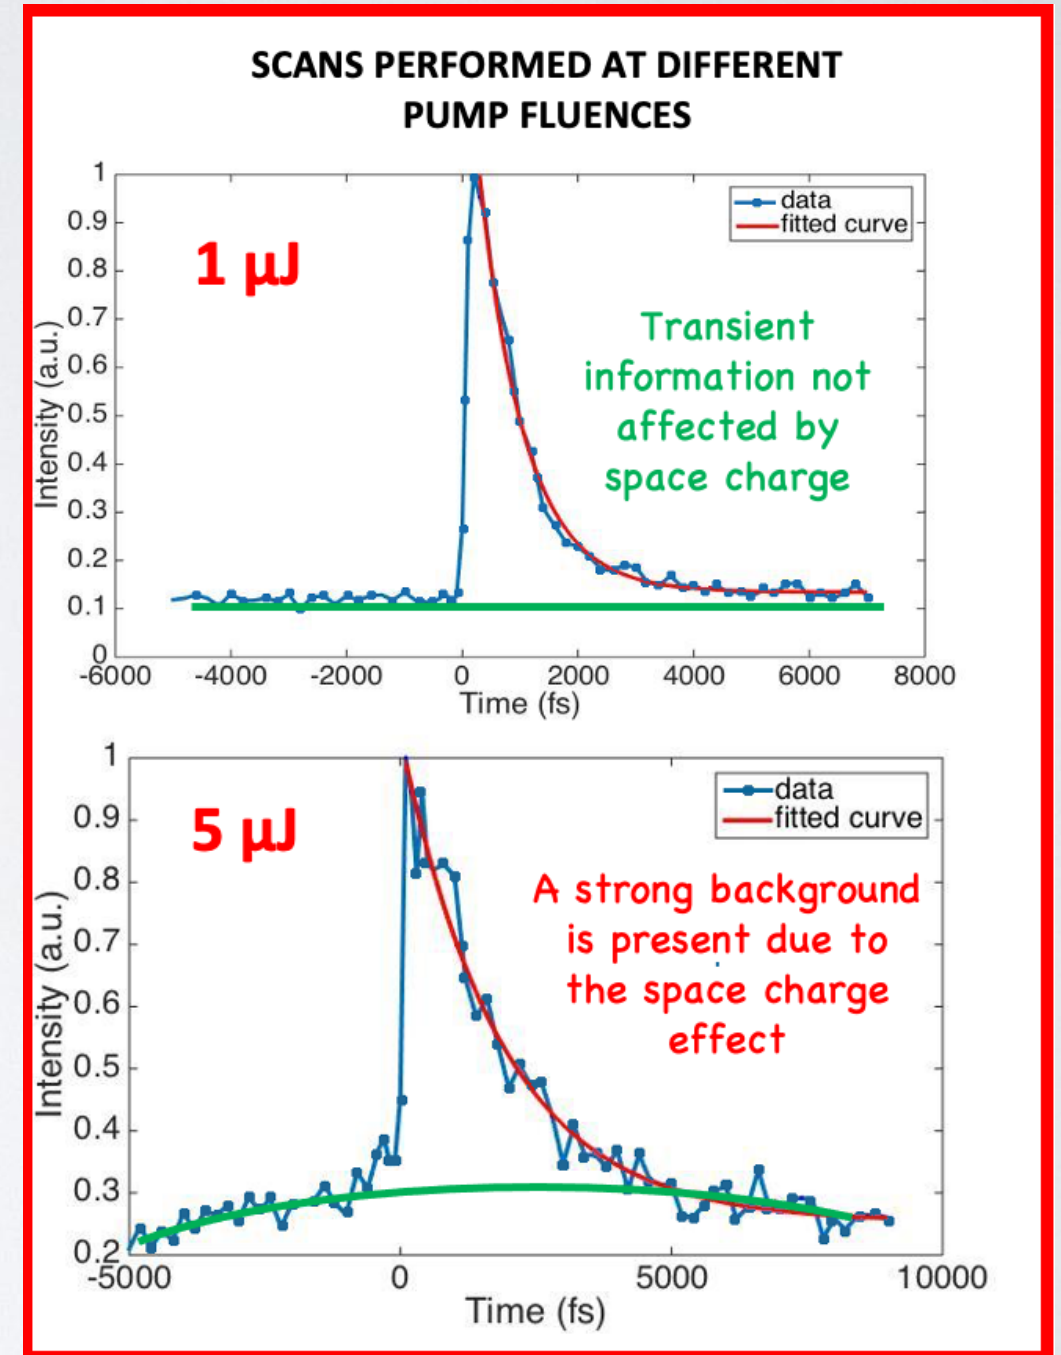 SCANS PERFORMED AT DIFFERENT
PUMP FLUENCES
1
0.9
0.8
0.7
0.6
0.5
0.4
0.3
0.2
0.1
0
Intensity (a.u.)
1 µJ
data
fitted curve
Transient
information not
affected by
space charge
-6000 -4000 -2000 0 2000 4000 6000 8000
Time (fs)
1
0.9
0.8
0.7
0.6
0.5
0.4
0.3
0.2
Intensity (a.u.)
5 µJ
data
fitted curve
A strong background
is present due to
the space charge
effect
-5000 0 5000 10000
Time (fs)